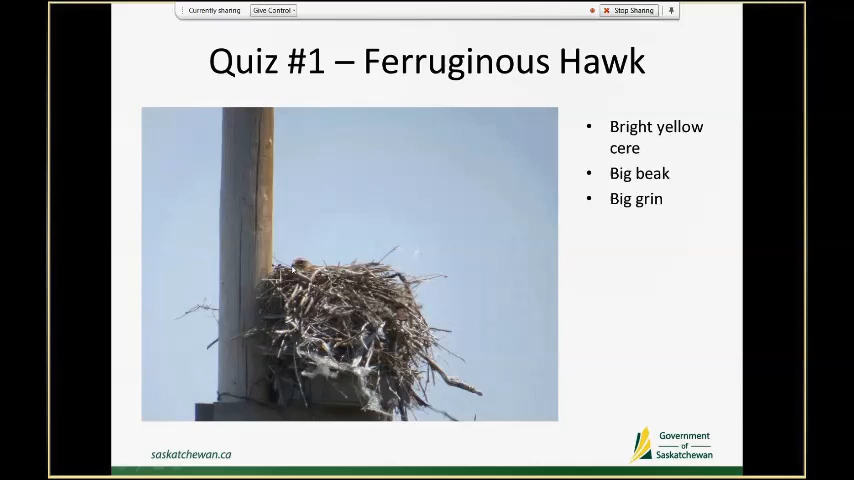 Currently sharing
Give Control
Stop Sharing
Quiz #1 – Ferruginous Hawk
• Bright yellow
cere
• Big beak
• Big grin
saskatchewan.ca
Government
of
Saskatchewan